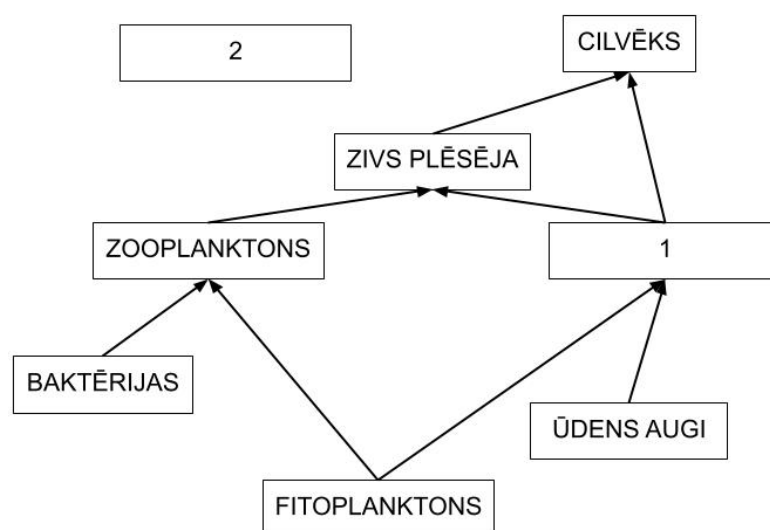 CILVĒKS
2
ZIVS PLĒSĒJA
ZOOPLANKTONS
1
BAKTĒRIJAS
ŪDENS AUGI
FITOPLANKTONS